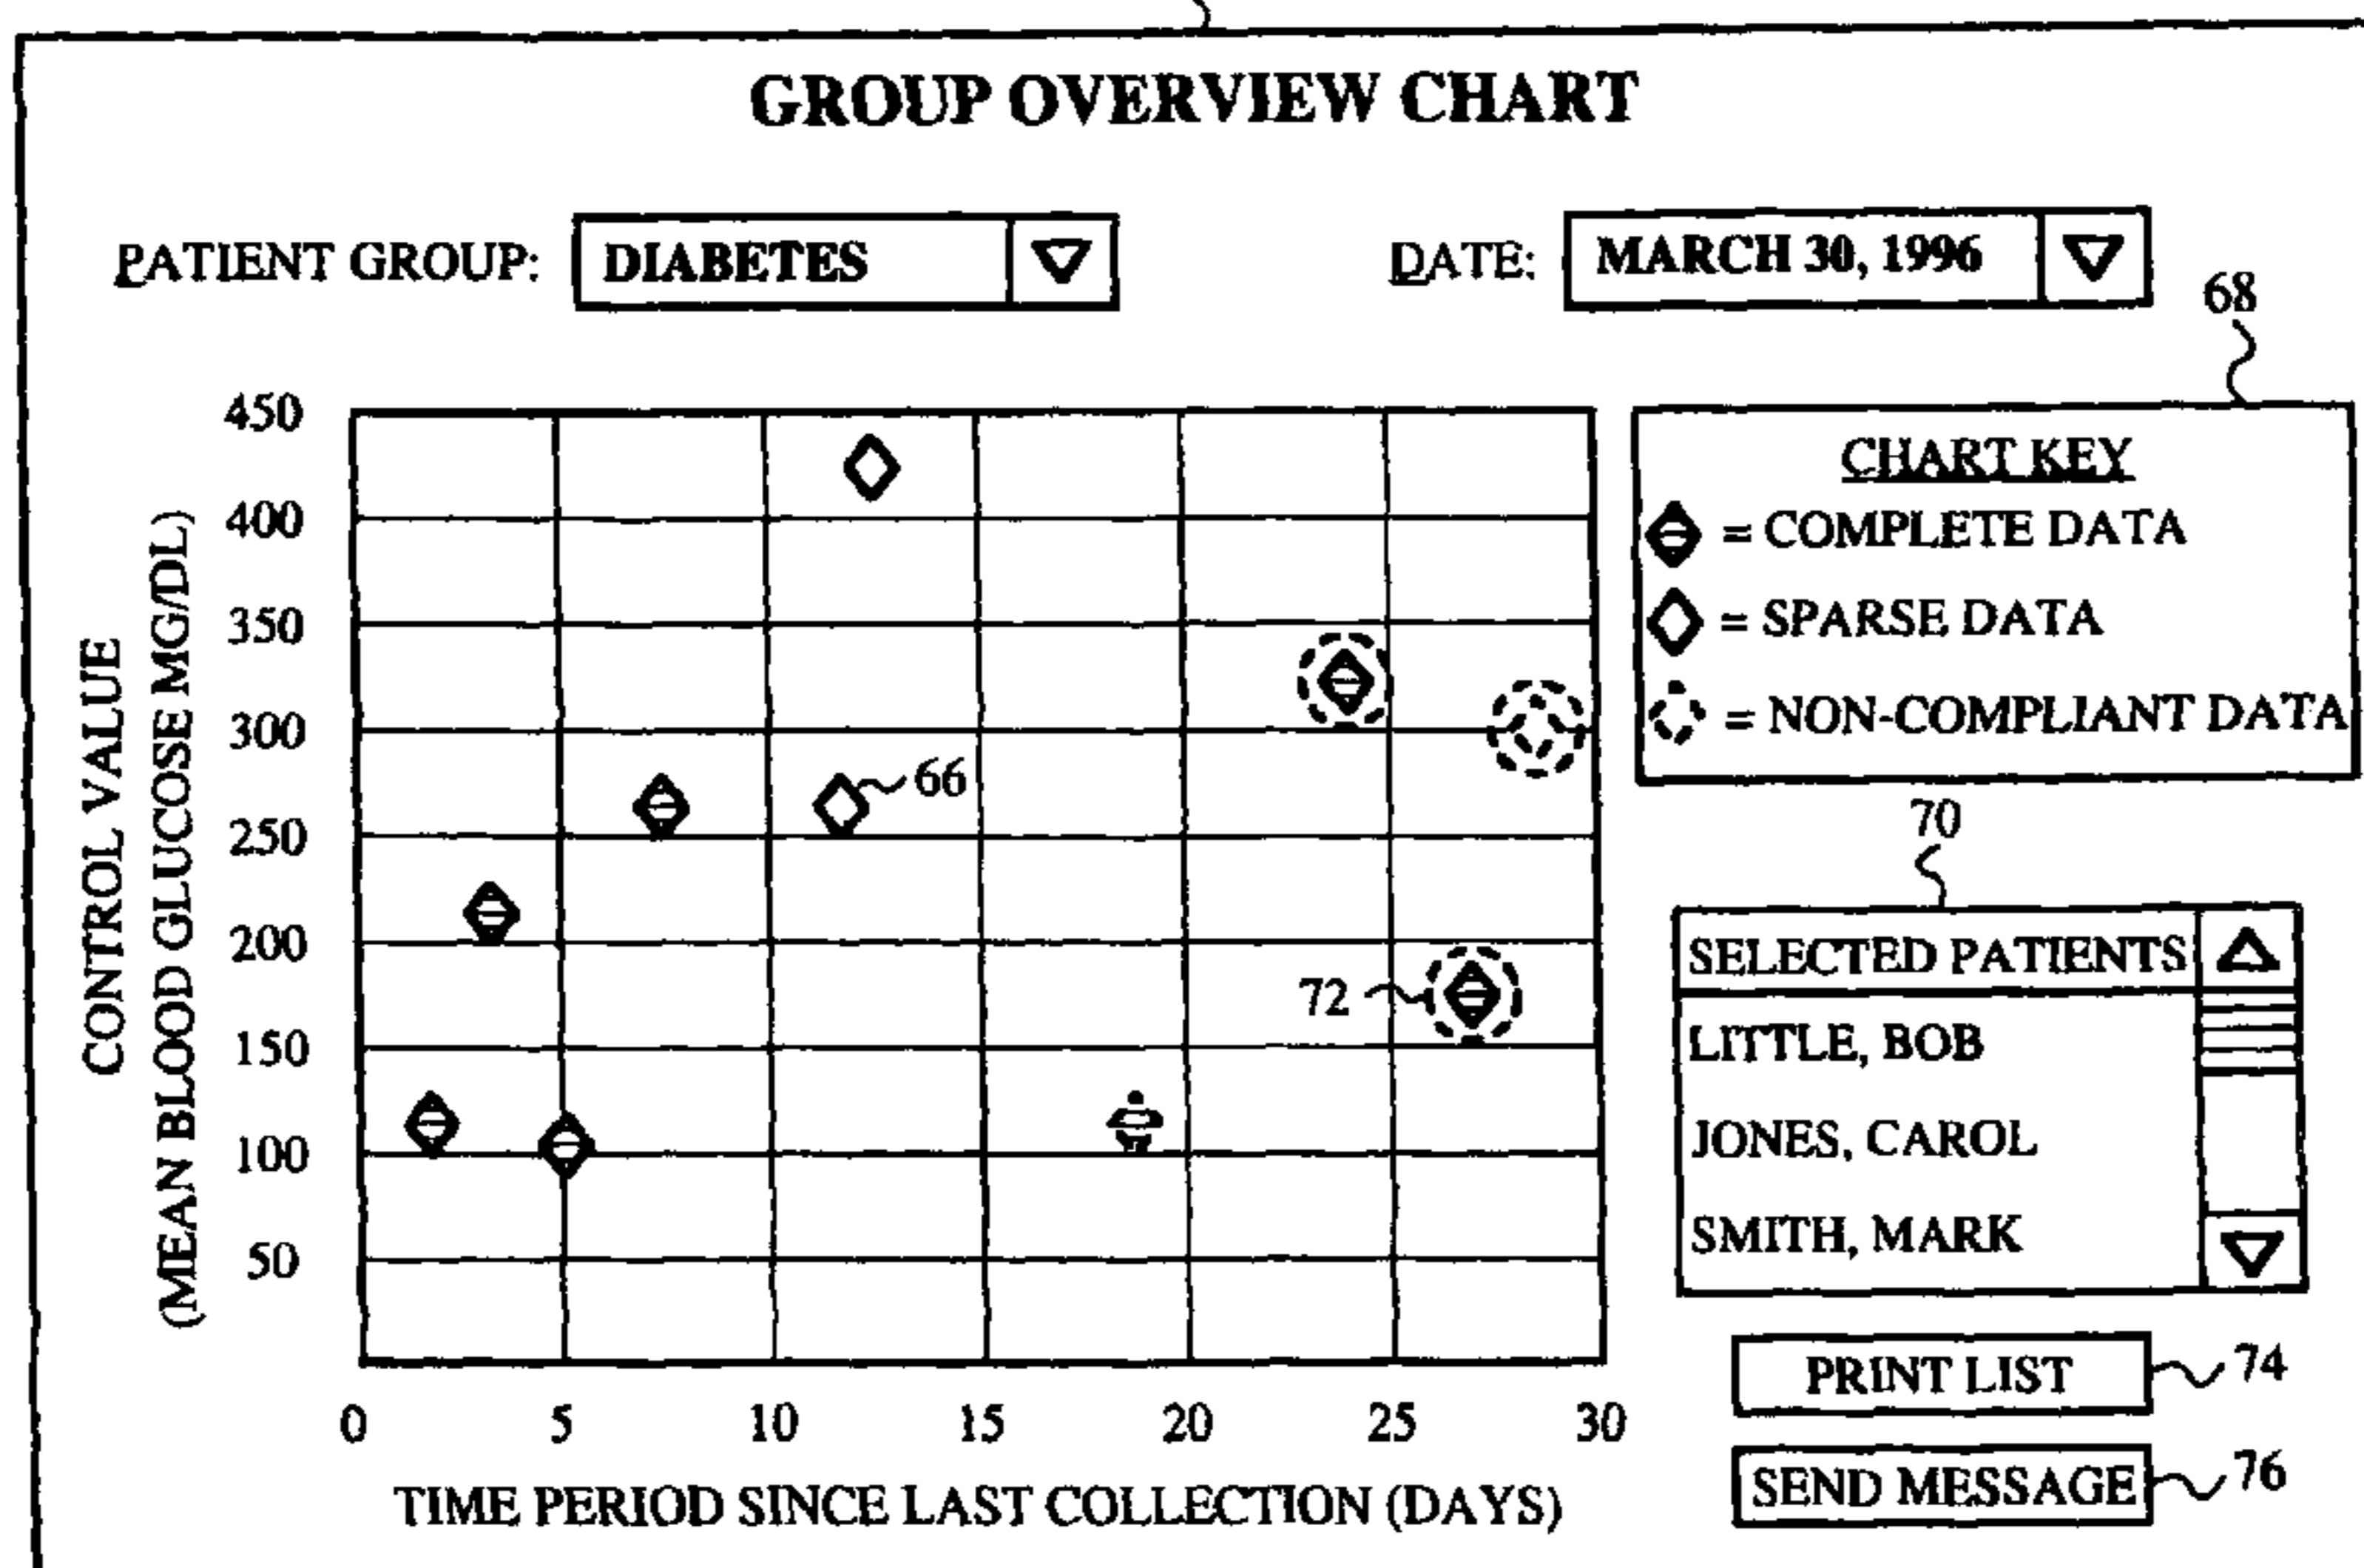 GROUP OVERVIEW CHART
PATIENT GROUP: DIABETES
DATE: MARCH 30, 1996
68
CONTROL VALUE
(MEAN BLOOD GLUCOSE MG/DL)
450
400
350
300
250
200
150
100
50
66
72
0 5 10 15 20 25 30
TIME PERIOD SINCE LAST COLLECTION (DAYS)
CHART KEY
= COMPLETE DATA
= SPARSE DATA
= NON-COMPLIANT DATA
70
SELECTED PATIENTS
LITTLE, BOB
JONES, CAROL
SMITH, MARK
PRINT LIST 74
SEND MESSAGE 76